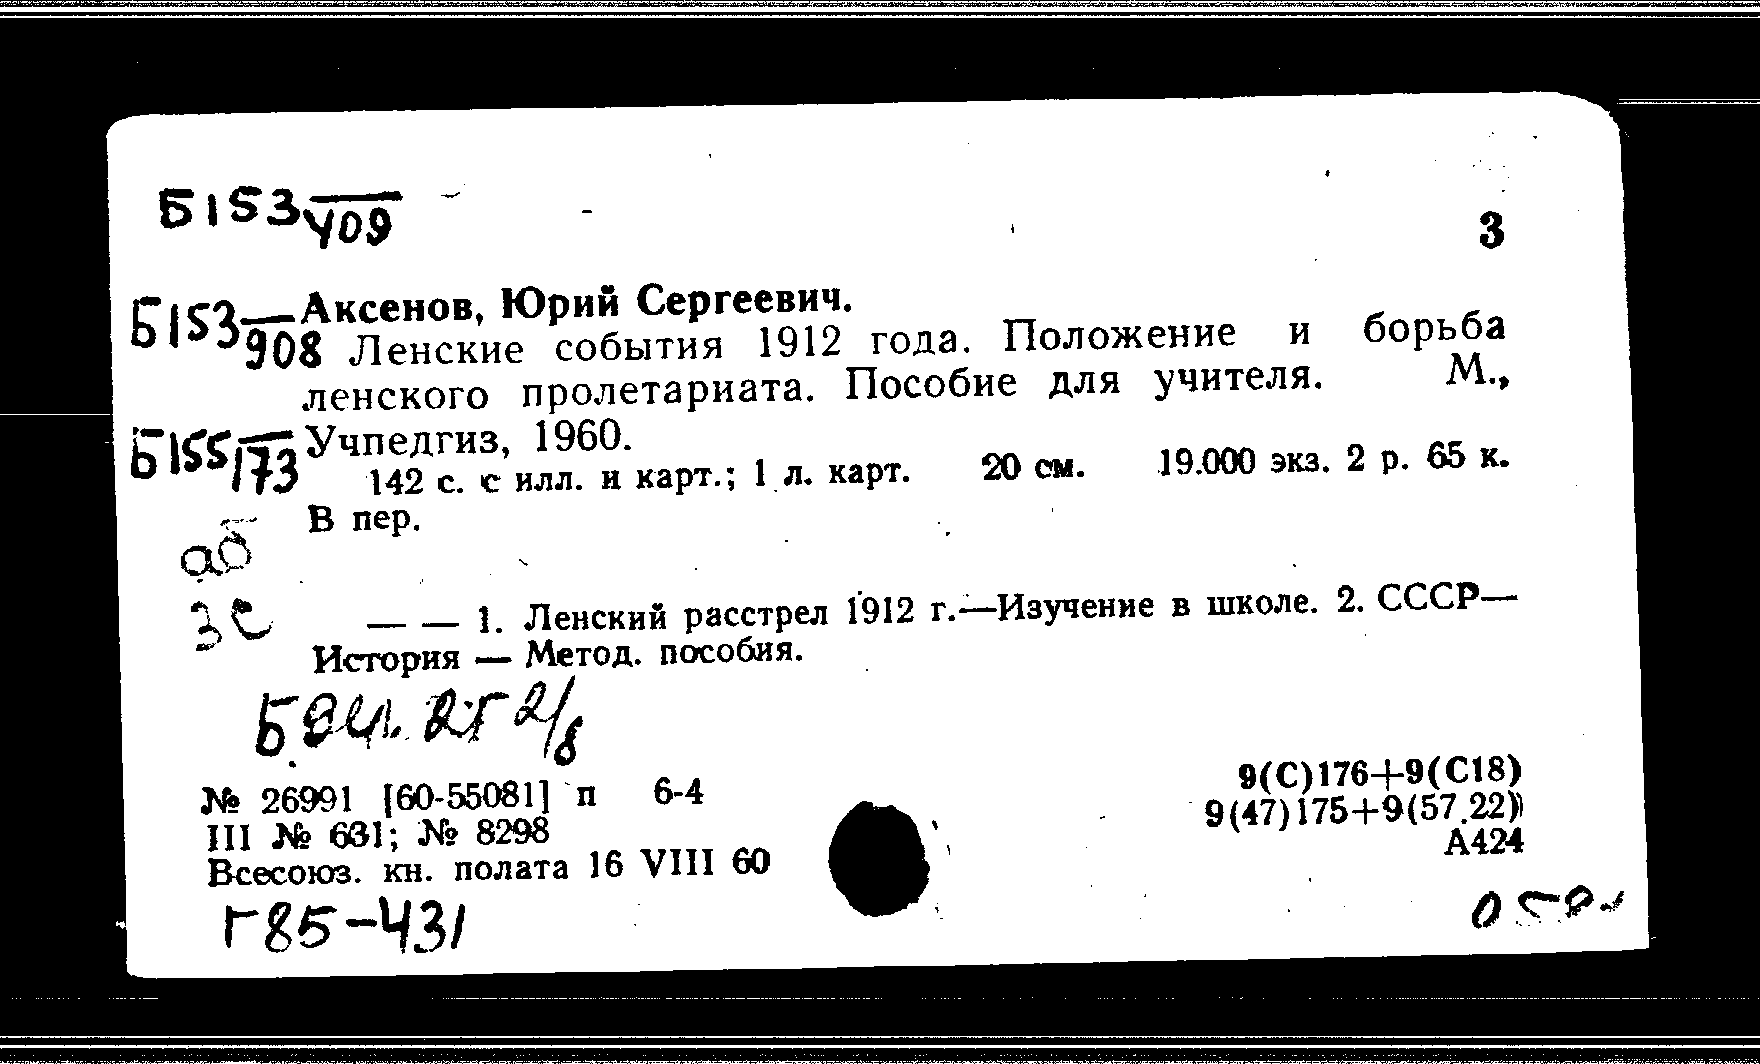 Б153 409
3
Б153 Аксенов, Юрий Сергеевич.
908 Ленские события 1912 года. Положение и борьба
ленского пролетариата. Пособие для учителя. М.,
Б155 Учпедгиз, 1960.
173 142 с. с илл. и карт.; 1 л. карт. 20 см. 19.000 экз. 2 р. 65 к.
В пер.
аб
— — 1. Ленский расстрел 1912 г.—Изучение в школе. 2. СССР—
История — Метод. пособия.
№ 26991 [60-55081] п 6-4
III № 631; № 8298
Всесоюз. кн. полата 16 VIII 60
9(С)176+9(С18)
9(47)175+9(57.22)
А424
Г85-431